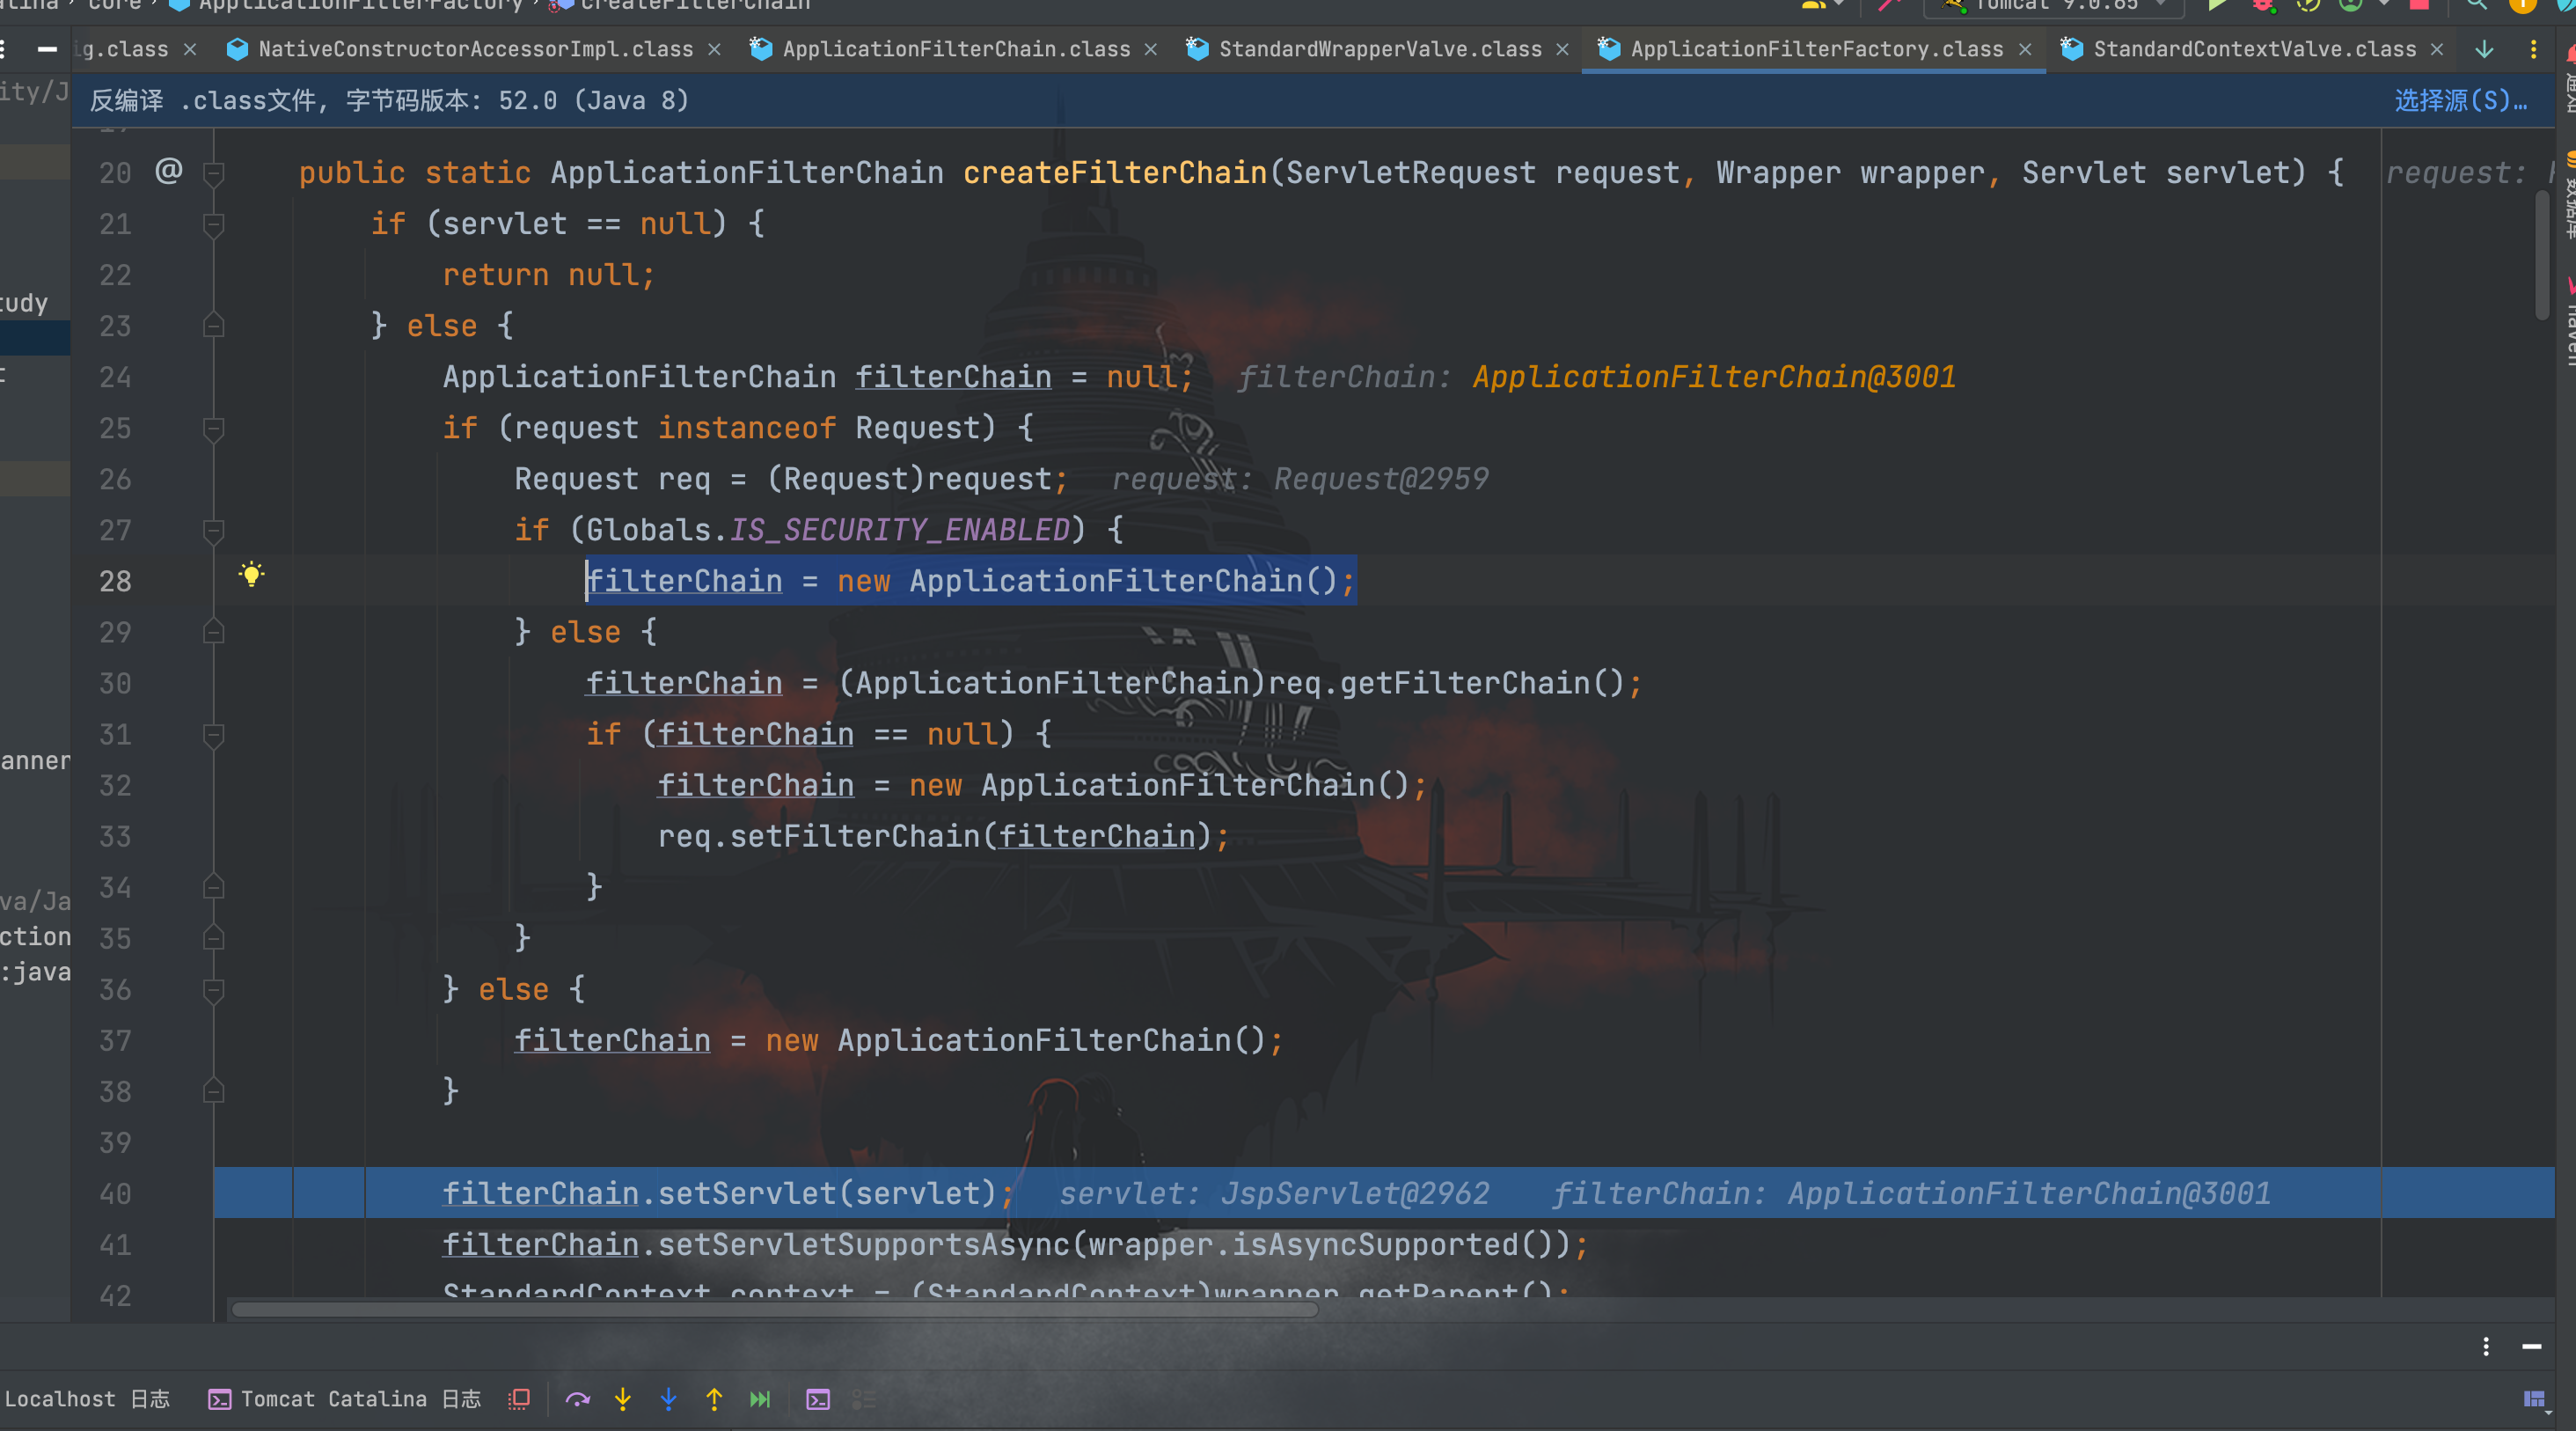 core ApplicationFilterFactory createFilterChain Tomcat 9.0.65
ig.class NativeConstructorAccessorImpl.class ApplicationFilterChain.class StandardWrapperValve.class ApplicationFilterFactory.class StandardContextValve.class
反编译 .class文件, 字节码版本: 52.0 (Java 8) 选择源(S)…
20 @ public static ApplicationFilterChain createFilterChain(ServletRequest request, Wrapper wrapper, Servlet servlet) { request:
21 if (servlet == null) {
22 return null;
23 } else {
24 ApplicationFilterChain filterChain = null; filterChain: ApplicationFilterChain@3001
25 if (request instanceof Request) {
26 Request req = (Request)request; request: Request@2959
27 if (Globals.IS_SECURITY_ENABLED) {
28 filterChain = new ApplicationFilterChain();
29 } else {
30 filterChain = (ApplicationFilterChain)req.getFilterChain();
31 if (filterChain == null) {
32 filterChain = new ApplicationFilterChain();
33 req.setFilterChain(filterChain);
34 }
35 }
36 } else {
37 filterChain = new ApplicationFilterChain();
38 }
39
40 filterChain.setServlet(servlet); servlet: JspServlet@2962 filterChain: ApplicationFilterChain@3001
41 filterChain.setServletSupportsAsync(wrapper.isAsyncSupported());
42 StandardContext context = (StandardContext)wrapper.getParent();
ity/J
tudy
anner
va/Ja
ction
:java
通知
数据库
Localhost 日志 Tomcat Catalina 日志